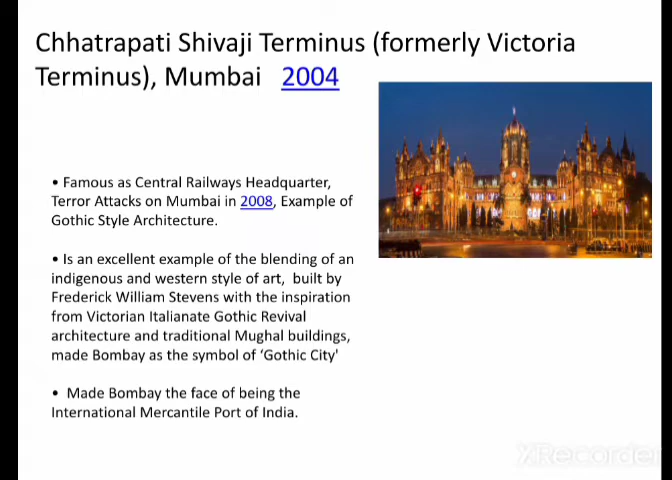 Chhatrapati Shivaji Terminus (formerly Victoria
Terminus), Mumbai 2004
• Famous as Central Railways Headquarter,
Terror Attacks on Mumbai in 2008, Example of
Gothic Style Architecture.
• Is an excellent example of the blending of an
indigenous and western style of art, built by
Frederick William Stevens with the inspiration
from Victorian Italianate Gothic Revival
architecture and traditional Mughal buildings,
made Bombay as the symbol of ‘Gothic City'
• Made Bombay the face of being the
International Mercantile Port of India.
XRecorder